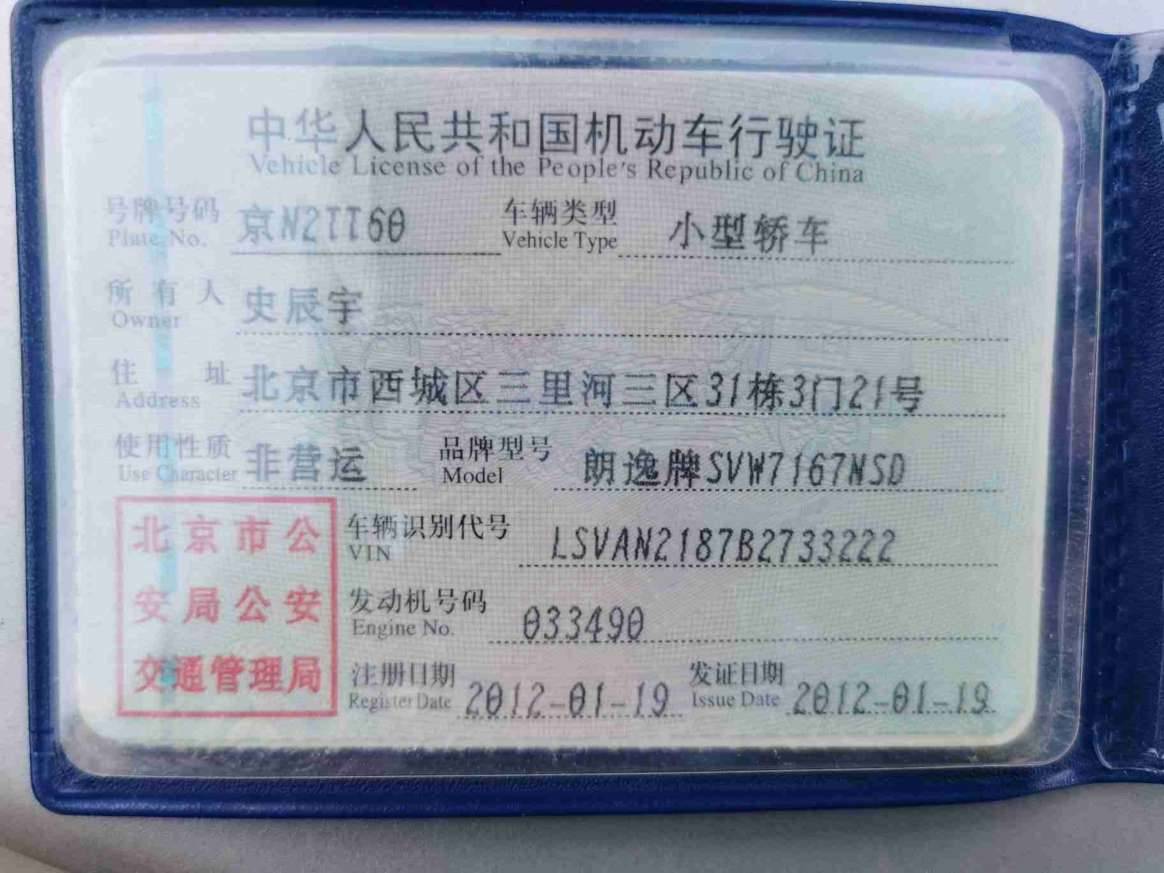 中华人民共和国机动车行驶证
Vehicle License of the People's Republic of China
号牌号码 京N2TT60 车辆类型 小型轿车
Plate No. Vehicle Type
所有人 史辰宇
Owner
住址 北京市西城区三里河三区31栋3门21号
Address
使用性质 非营运 品牌型号 朗逸牌SVW7167NSD
Use Character Model
北京市公安局公安交通管理局
车辆识别代号 LSVAN2187B2733222
VIN
发动机号码 033490
Engine No.
注册日期 2012-01-19 发证日期 2012-01-19
Register Date Issue Date